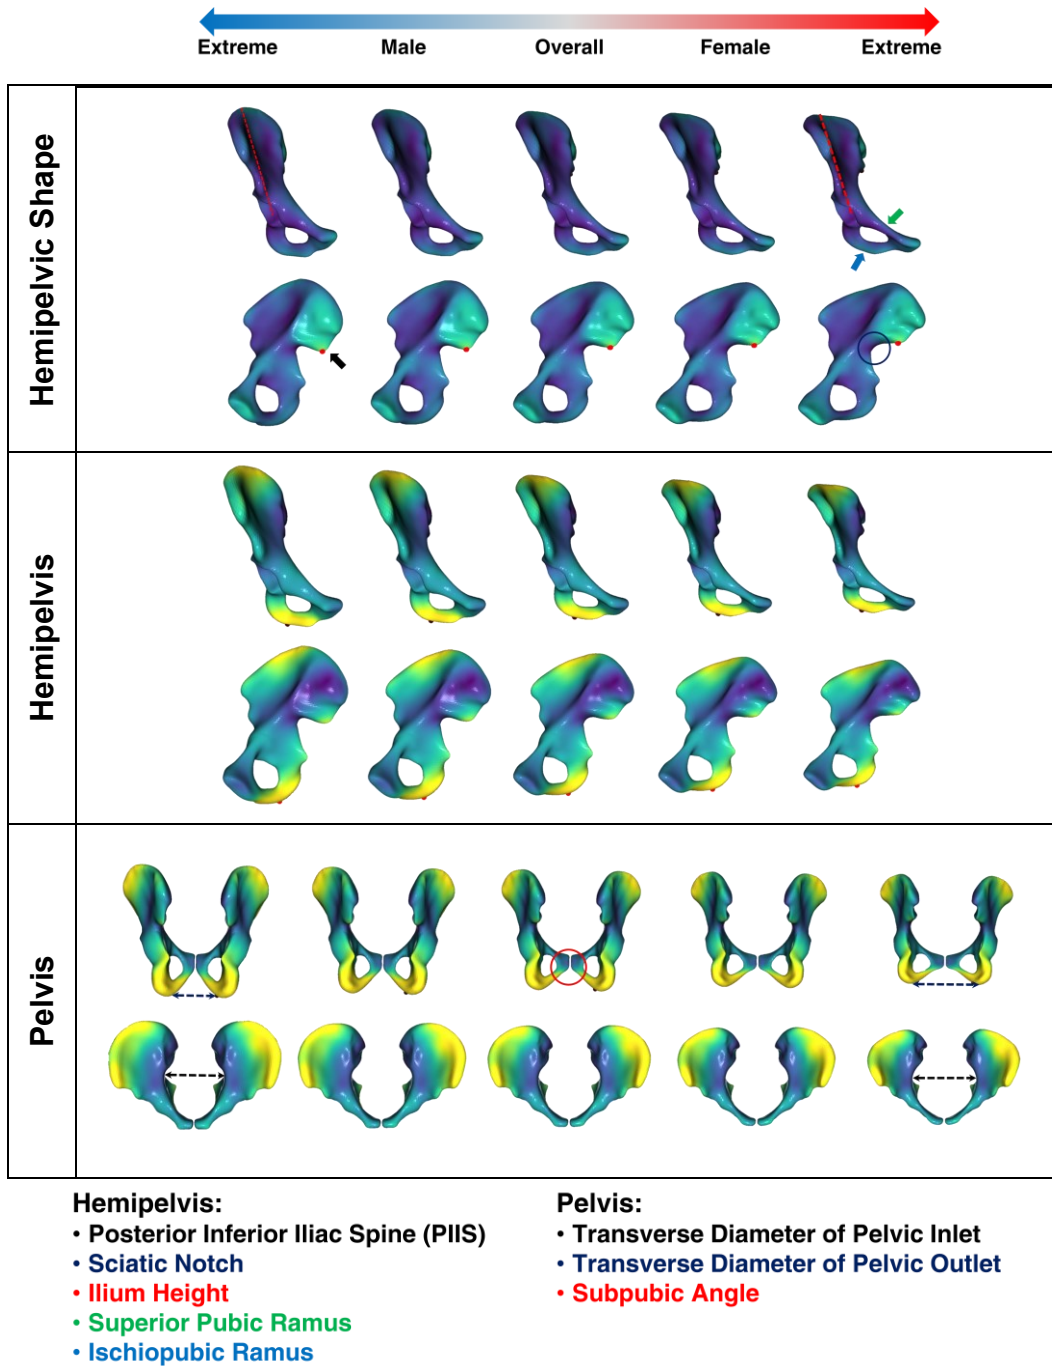 Extreme Male Overall Female Extreme
Hemipelvic Shape
Hemipelvis
Pelvis
Hemipelvis:
• Posterior Inferior Iliac Spine (PIIS)
• Sciatic Notch
• Ilium Height
• Superior Pubic Ramus
• Ischiopubic Ramus
Pelvis:
• Transverse Diameter of Pelvic Inlet
• Transverse Diameter of Pelvic Outlet
• Subpubic Angle